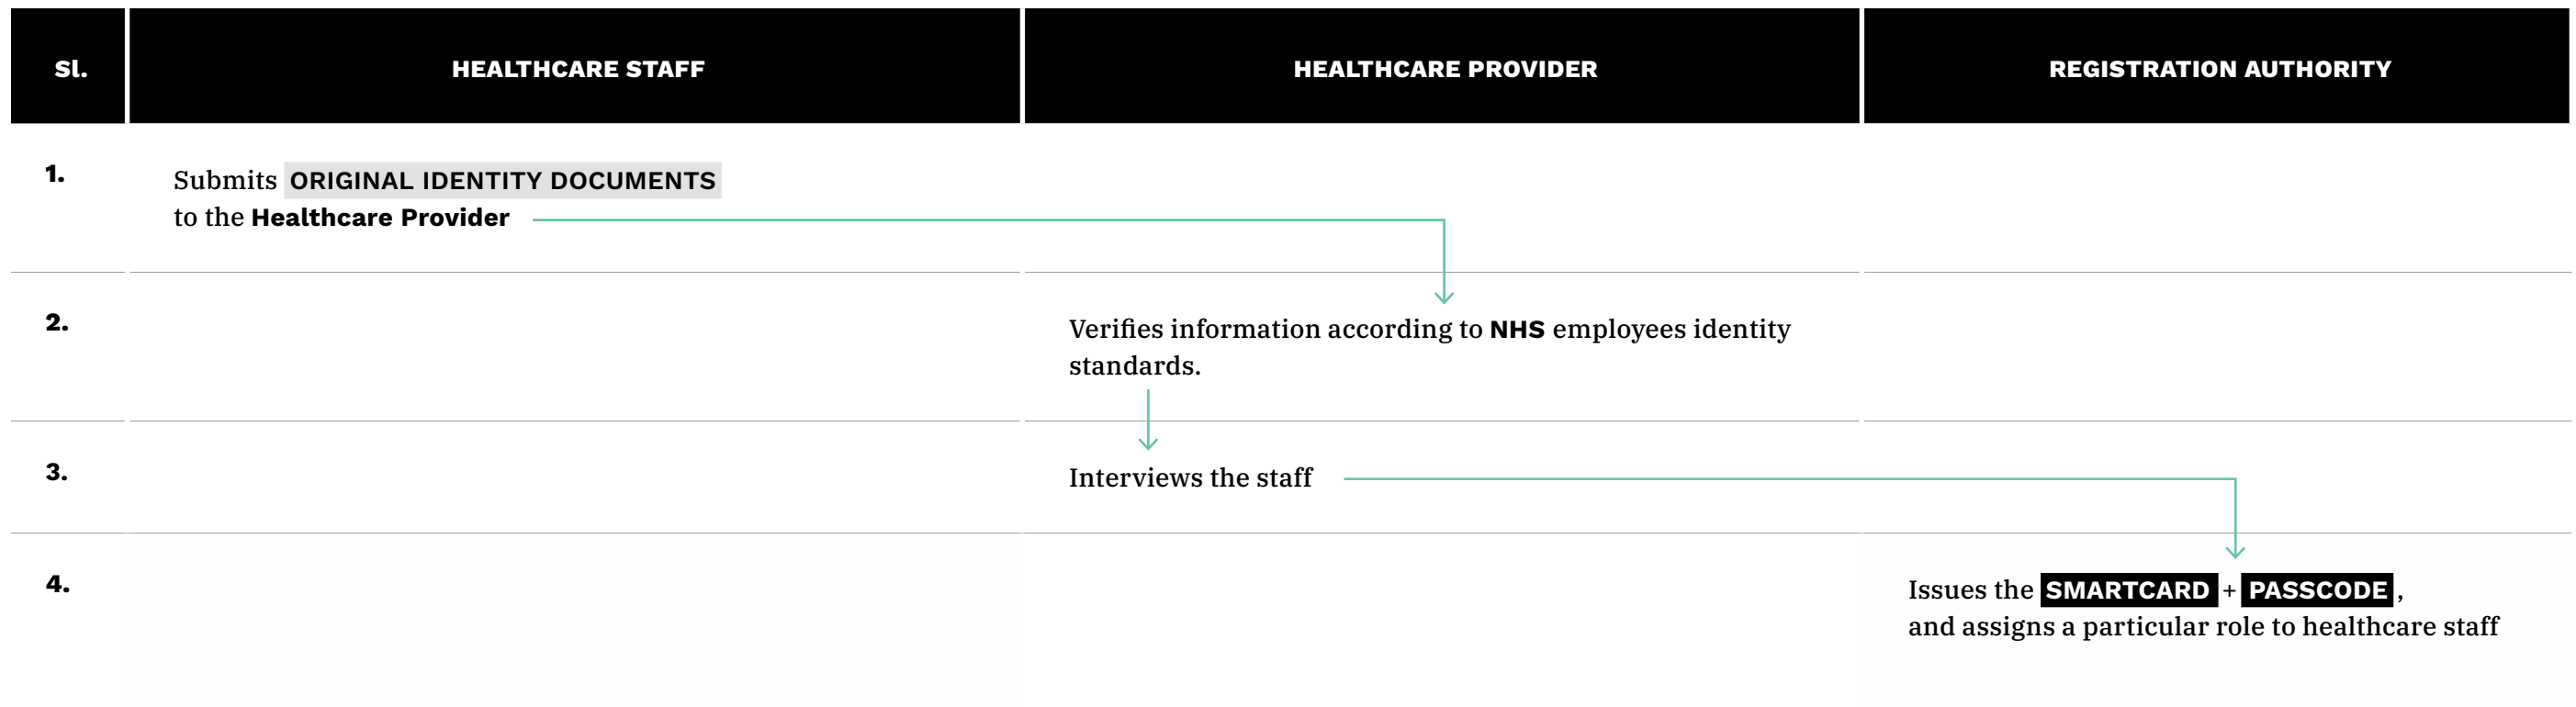 Sl.
HEALTHCARE STAFF
HEALTHCARE PROVIDER
REGISTRATION AUTHORITY
1.
Submits ORIGINAL IDENTITY DOCUMENTS
to the Healthcare Provider
2.
Verifies information according to NHS employees identity
standards.
3.
Interviews the staff
4.
Issues the SMARTCARD + PASSCODE ,
and assigns a particular role to healthcare staff